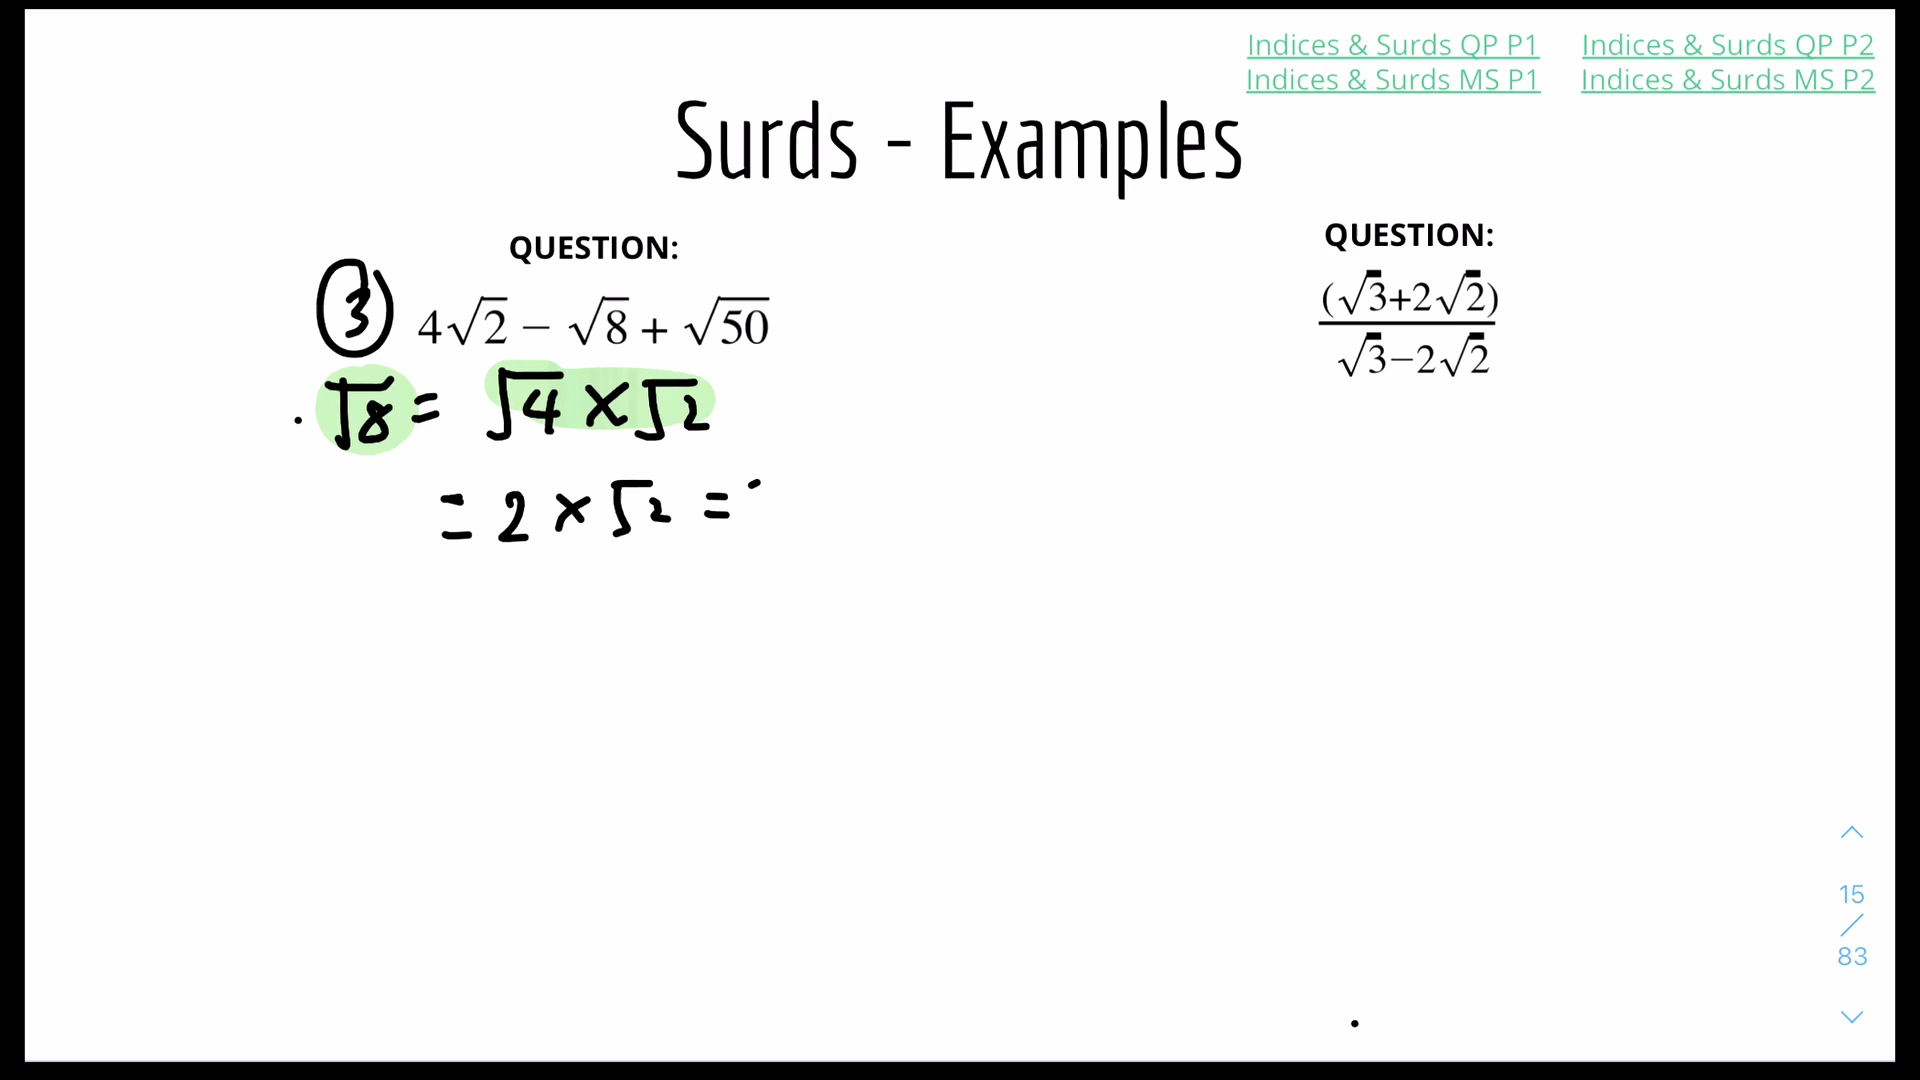 Indices & Surds QP P1 Indices & Surds QP P2
Indices & Surds MS P1 Indices & Surds MS P2
Surds - Examples
QUESTION:
③ 4√2 − √8 + √50
√8 = √4 × √2
= 2 × √2 =
QUESTION:
(√3+2√2)
√3−2√2
15
/
83